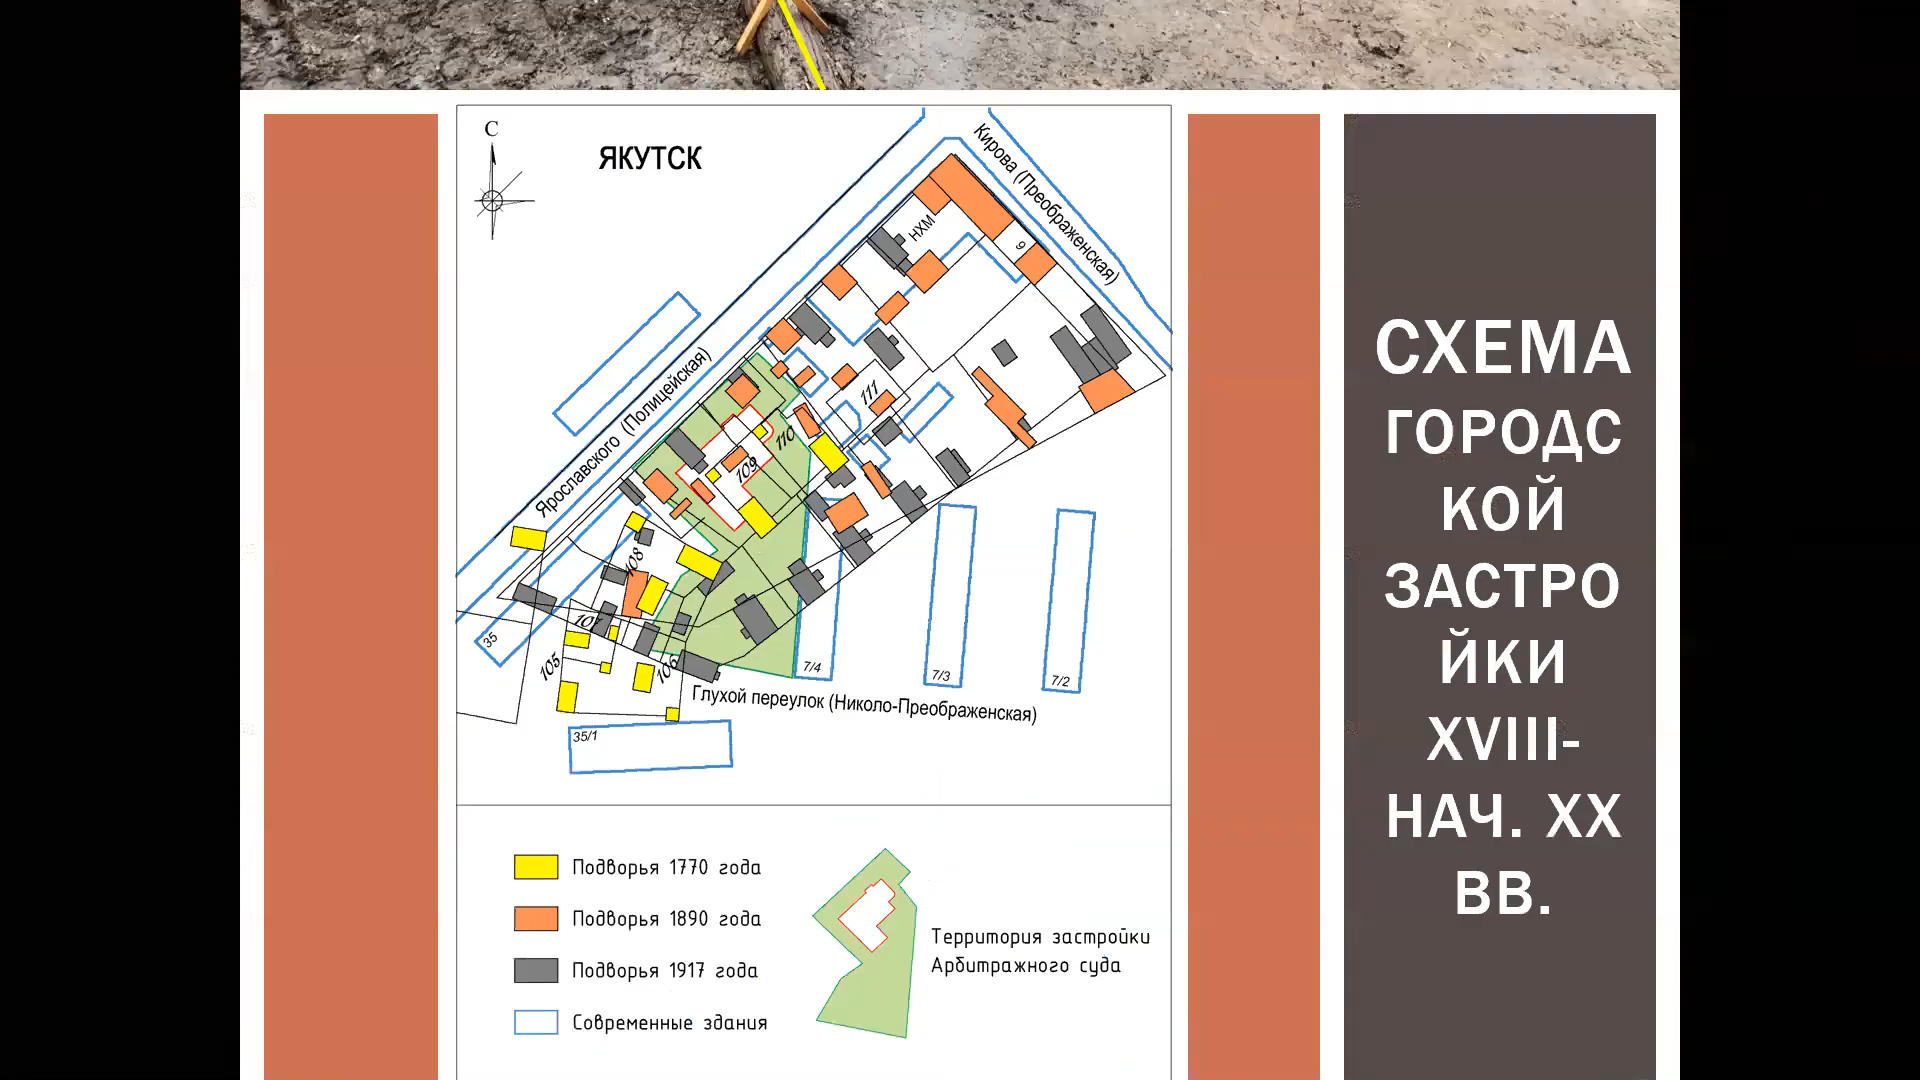 С
ЯКУТСК
Кирова (Преображенская)
НХМ
9
Ярославского (Полицейская)
111
110
109
108
107
106
105
35
7/4
7/3
7/2
Глухой переулок (Николо-Преображенская)
35/1
Подворья 1770 года
Подворья 1890 года
Подворья 1917 года
Современные здания
Территория застройки
Арбитражного суда
СХЕМА
ГОРОДС
КОЙ
ЗАСТРО
ЙКИ
XVIII-
НАЧ. XX
ВВ.